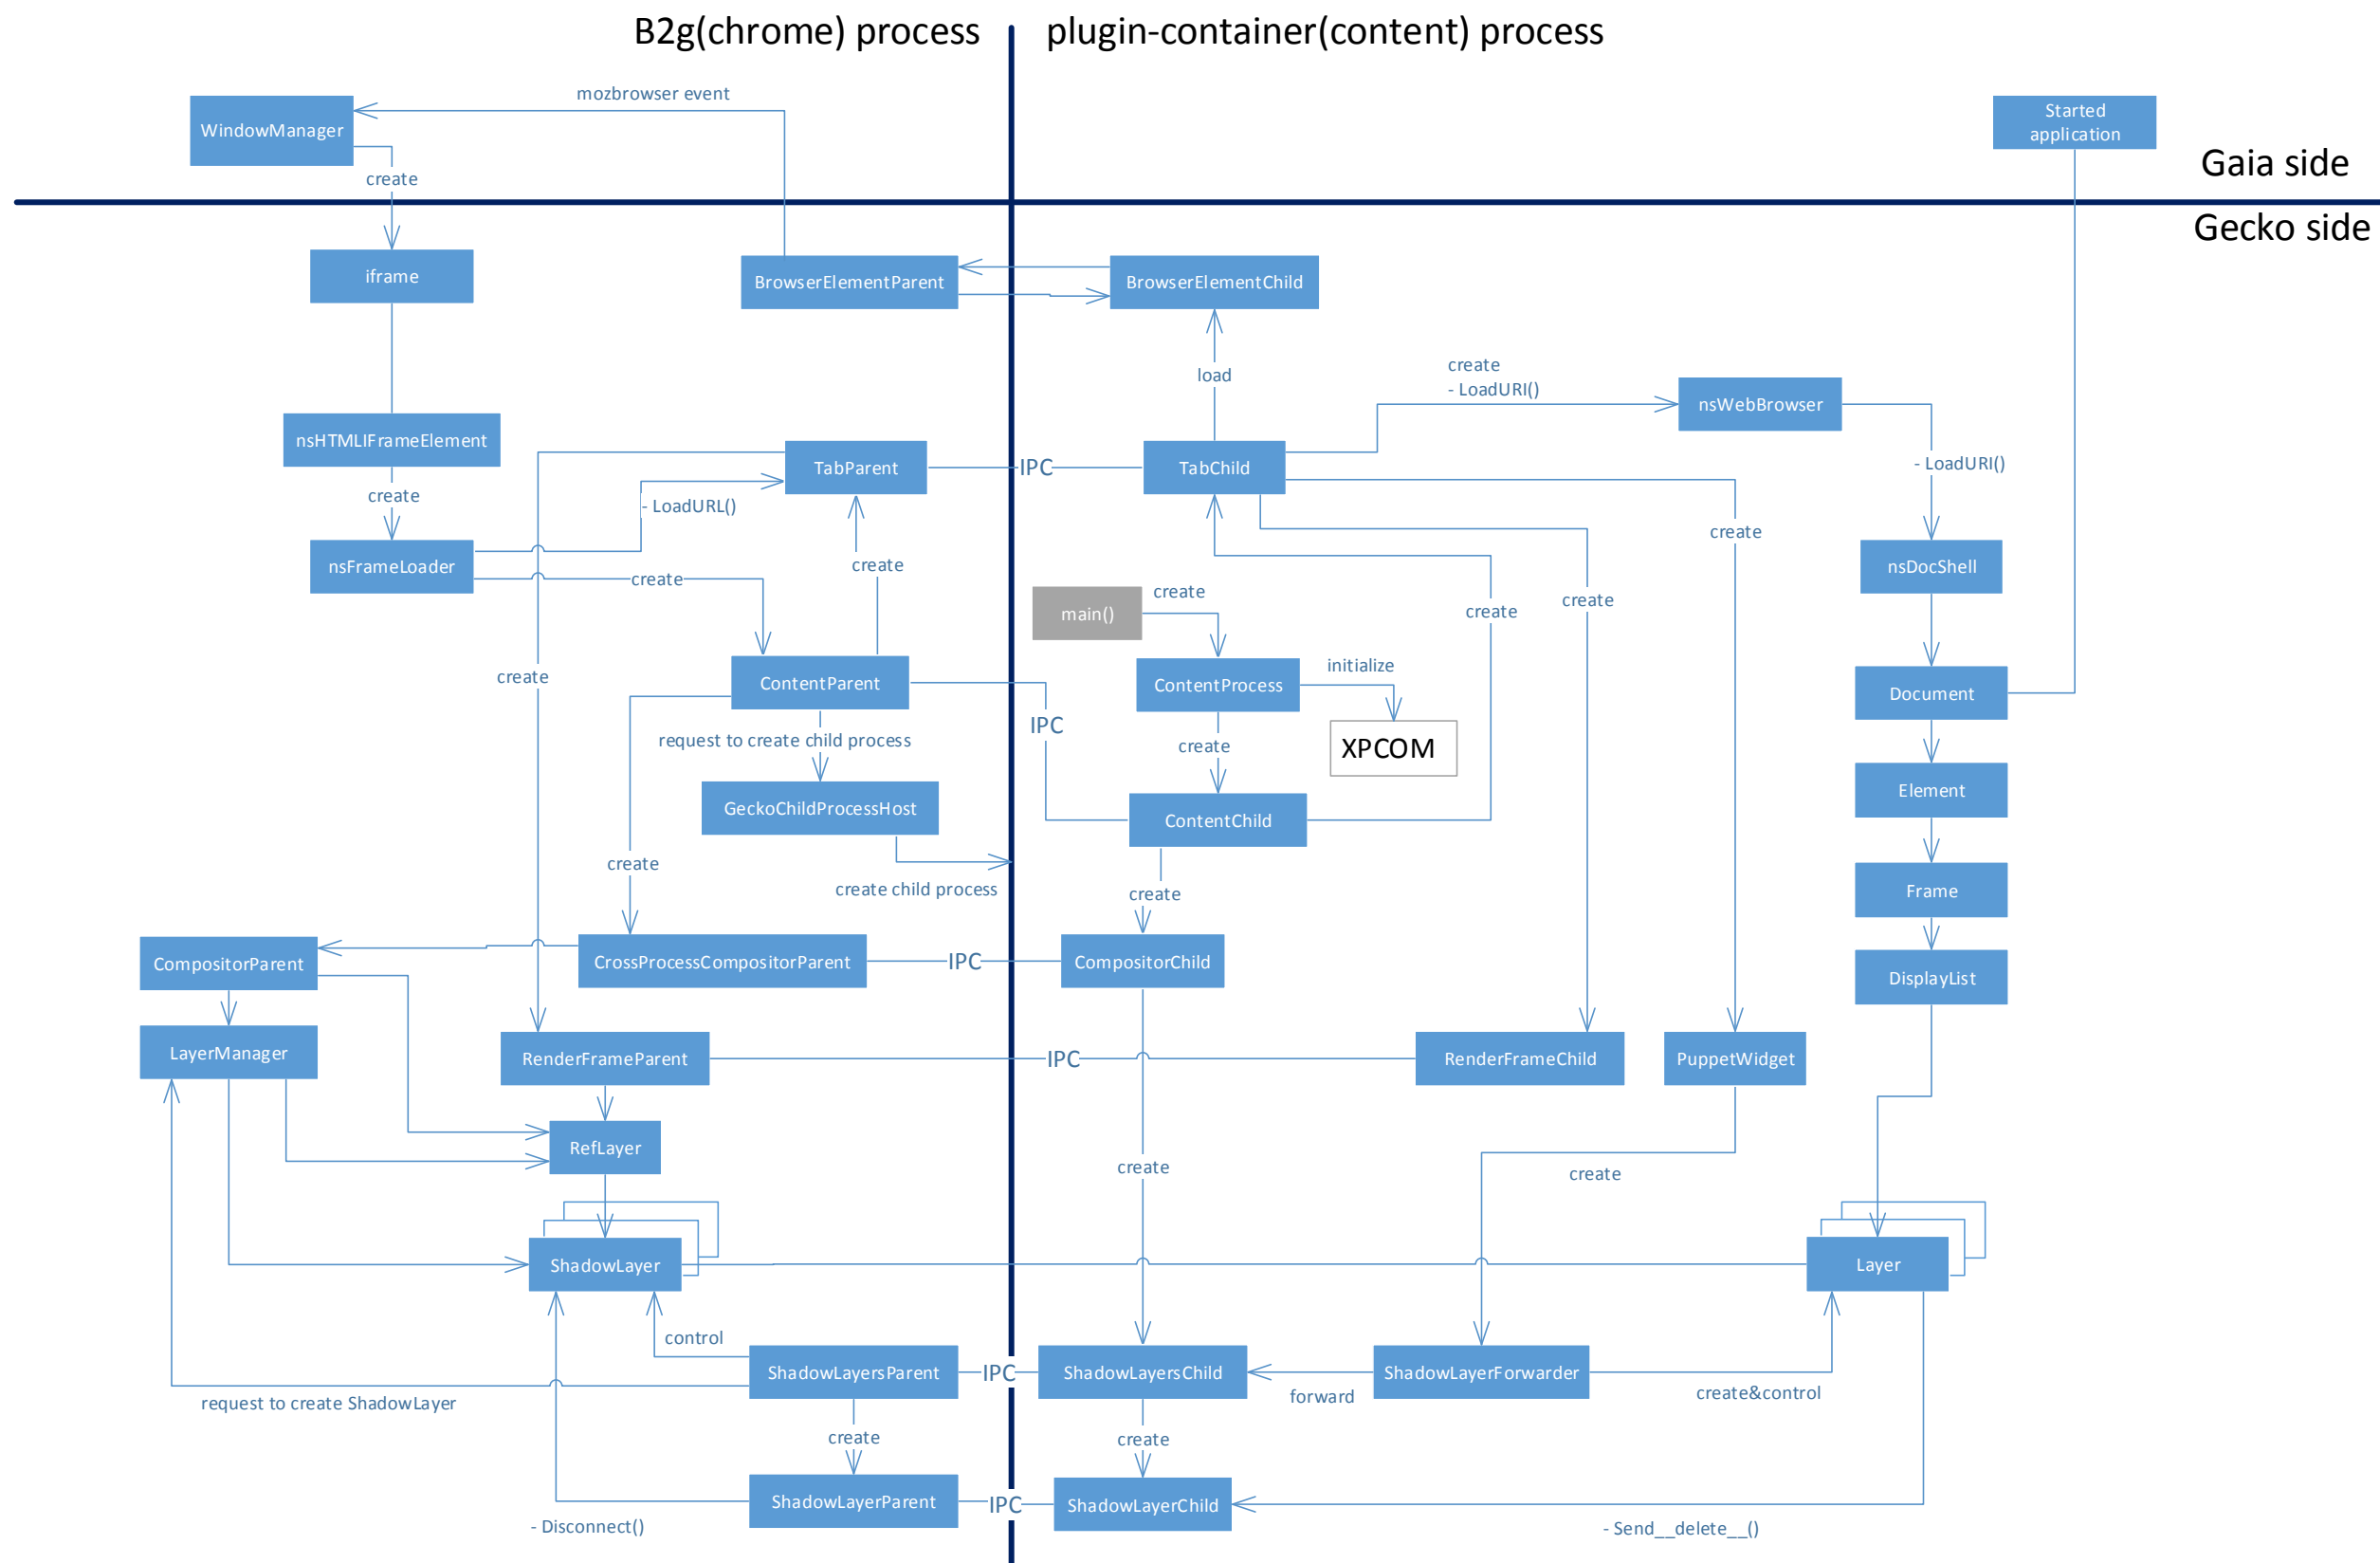 B2g(chrome) process
plugin-container(content) process
mozbrowser event
WindowManager
Started
application
Gaia side
create
Gecko side
iframe
BrowserElementParent
BrowserElementChild
load
create
- LoadURI()
nsWebBrowser
nsHTMLIFrameElement
TabParent
IPC
TabChild
- LoadURI()
create
- LoadURL()
create
nsFrameLoader
create
create
nsDocShell
main()
create
create
create
ContentParent
create
ContentProcess
initialize
Document
IPC
request to create child process
create
XPCOM
GeckoChildProcessHost
ContentChild
Element
create
create child process
create
Frame
CompositorParent
CrossProcessCompositorParent
IPC
CompositorChild
DisplayList
LayerManager
RenderFrameParent
IPC
RenderFrameChild
PuppetWidget
RefLayer
create
create
ShadowLayer
Layer
control
ShadowLayersParent
IPC
ShadowLayersChild
ShadowLayerForwarder
request to create ShadowLayer
forward
create&control
create
create
ShadowLayerParent
IPC
ShadowLayerChild
- Disconnect()
- Send__delete__()